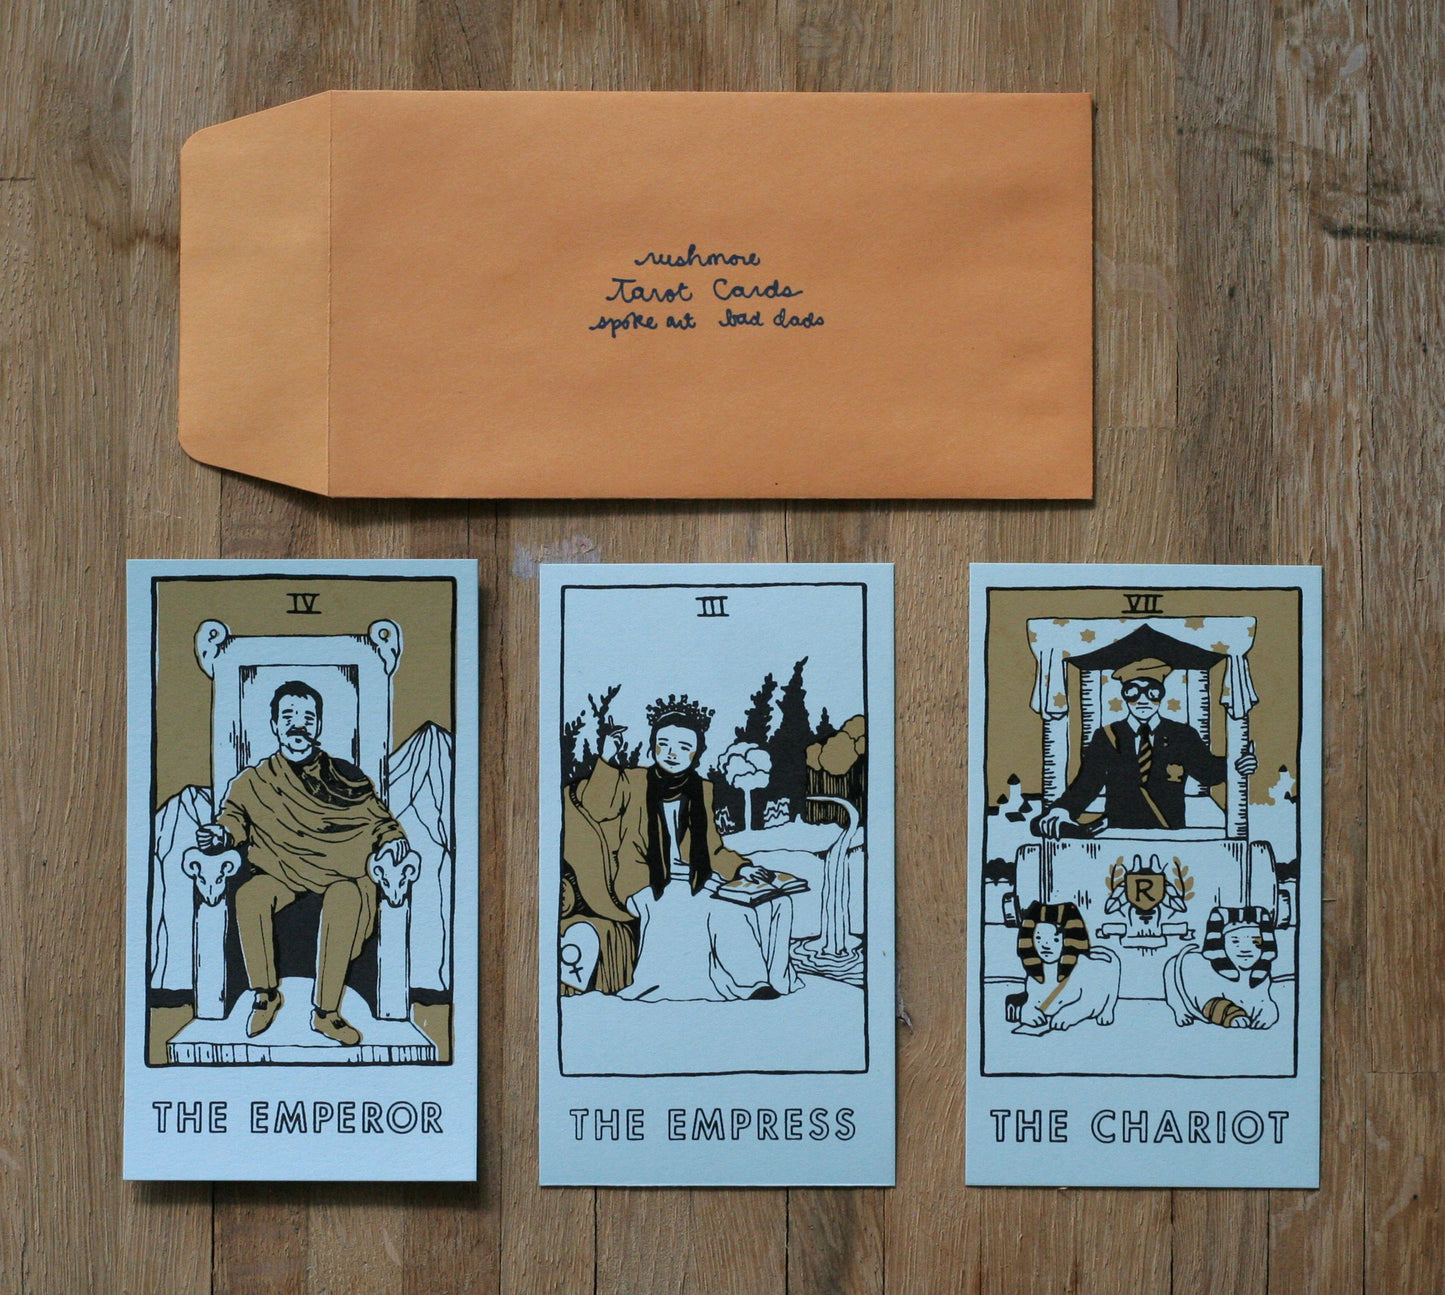 rushmore
Tarot Cards
spoke art bad dads
IV
THE EMPEROR
III
THE EMPRESS
VII
R
THE CHARIOT